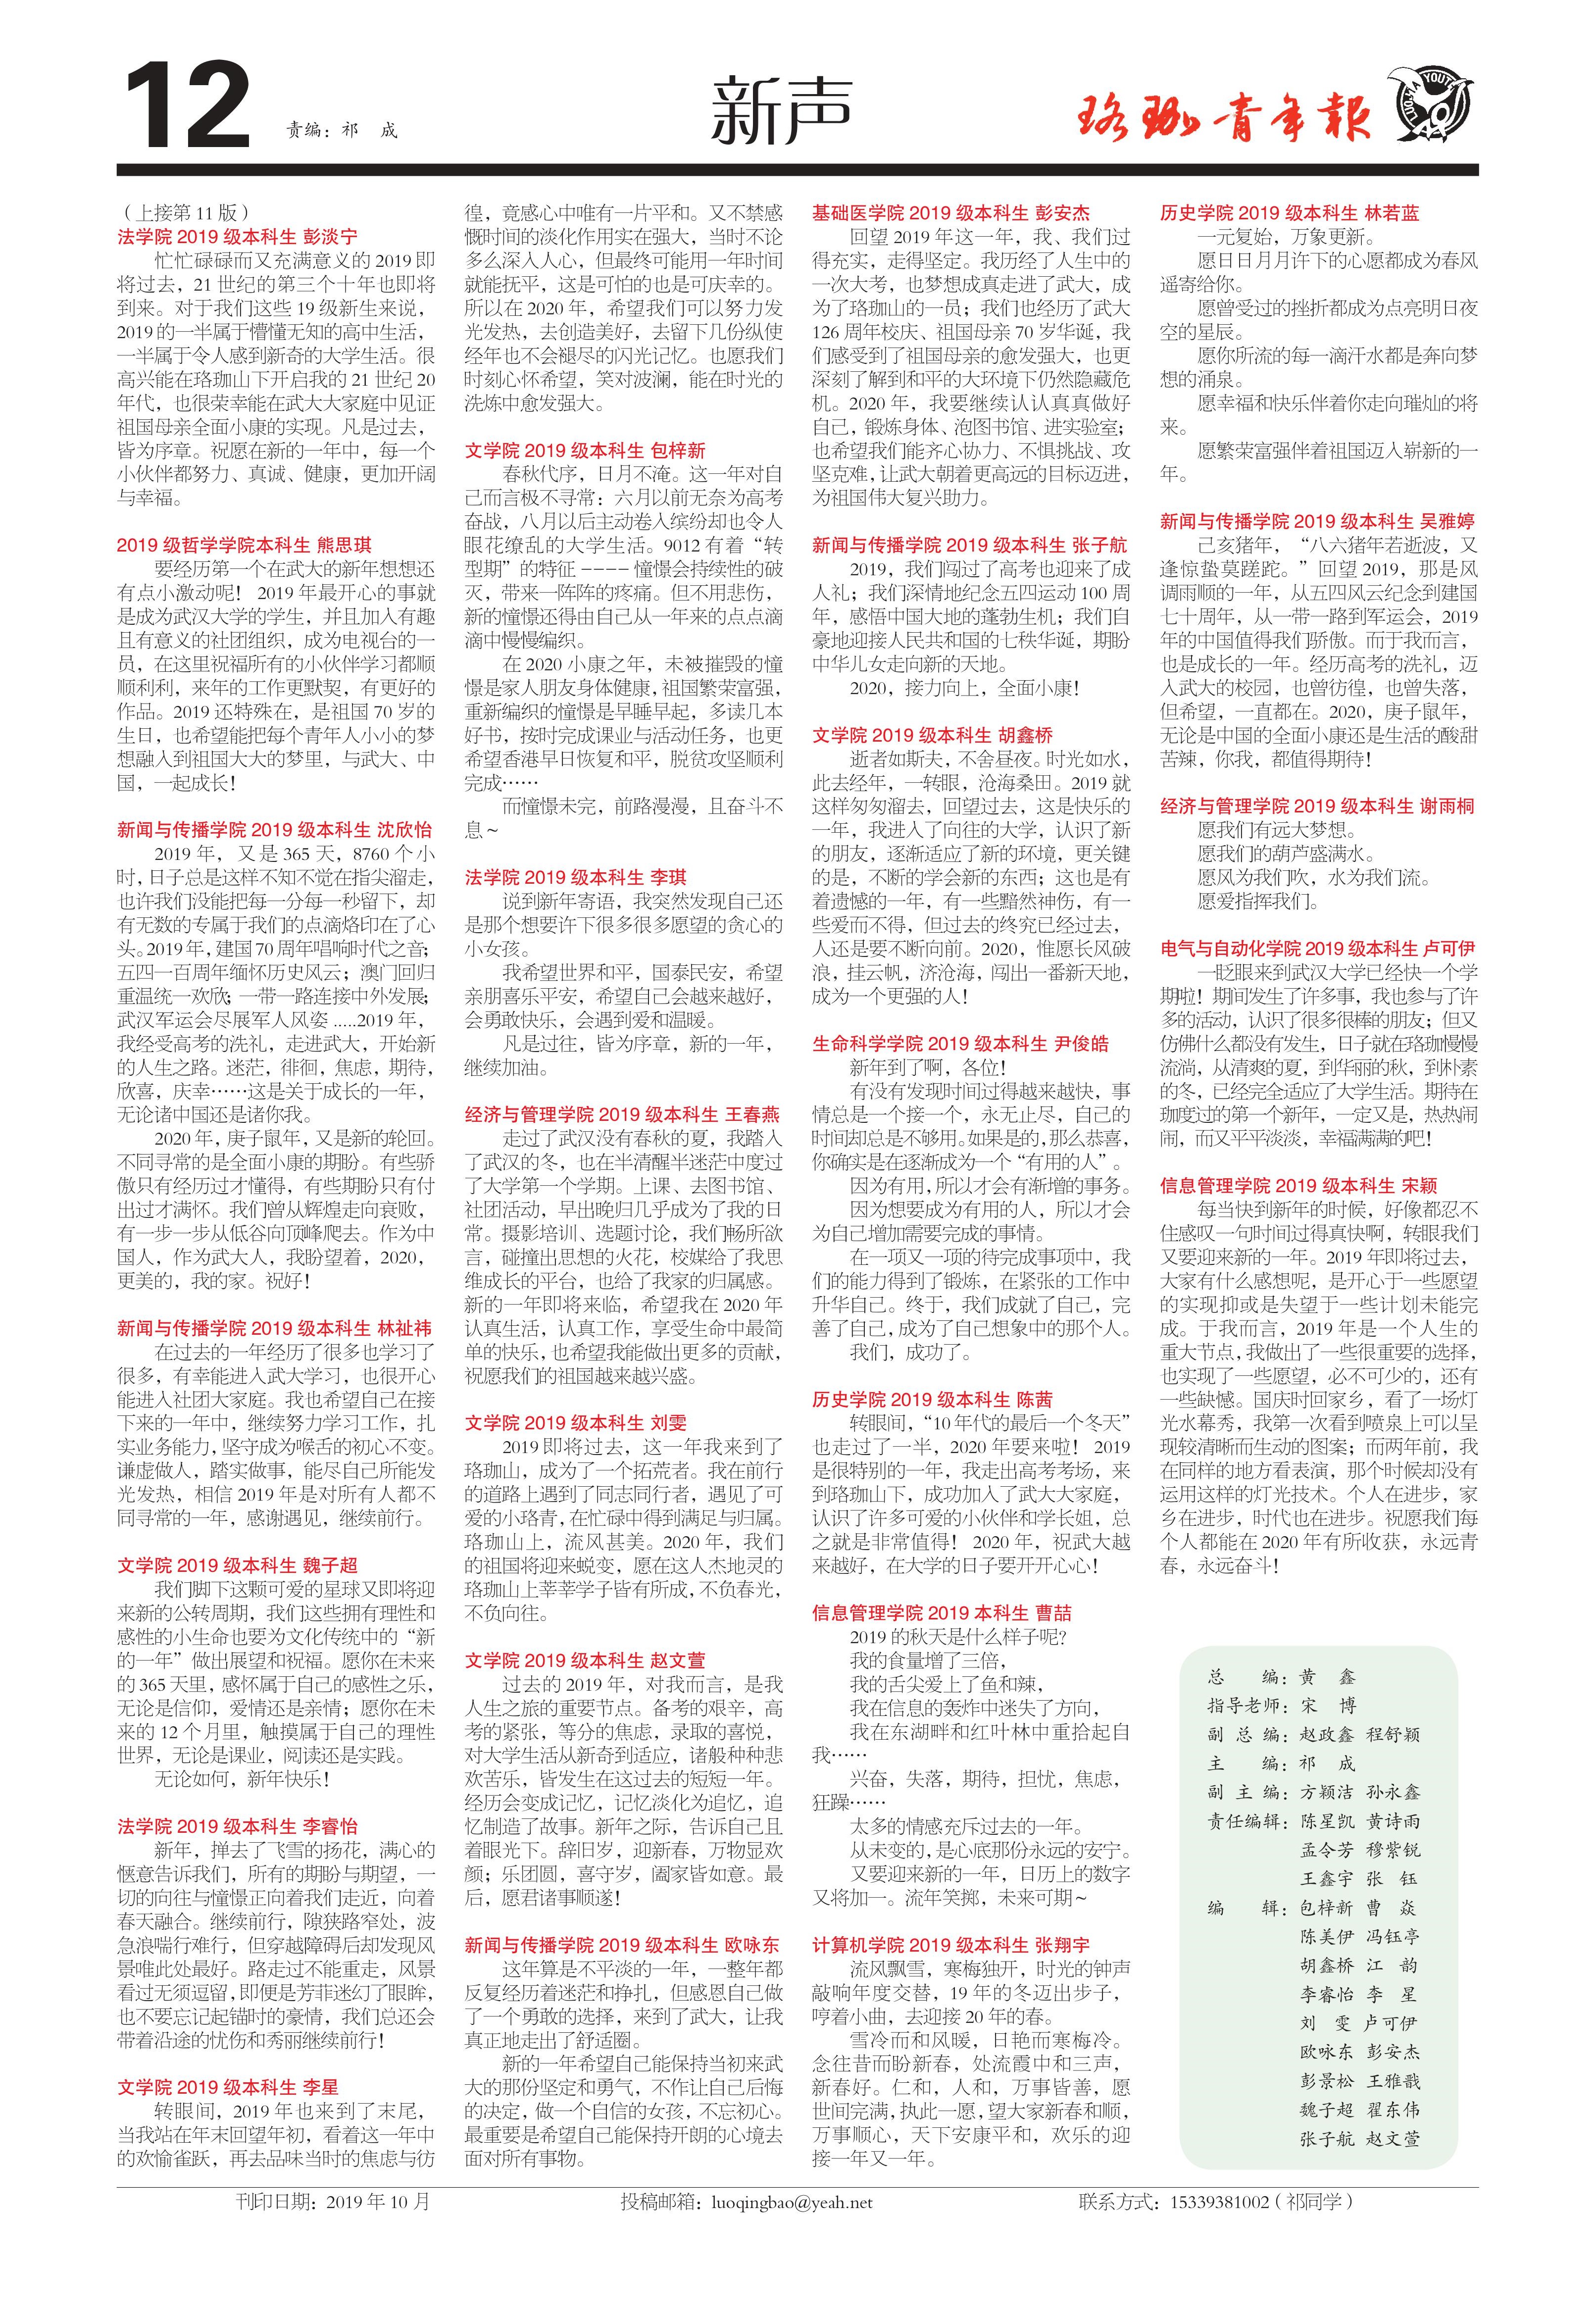 12
责编：祁　成
新声
珞珈青年报
（上接第 11 版）
法学院 2019 级本科生 彭淡宁
忙忙碌碌而又充满意义的 2019 即
将过去，21 世纪的第三个十年也即将
到来。对于我们这些 19 级新生来说，
2019 的一半属于懵懂无知的高中生活，
一半属于令人感到新奇的大学生活。很
高兴能在珞珈山下开启我的 21 世纪 20
年代，也很荣幸能在武大大家庭中见证
祖国母亲全面小康的实现。凡是过去，
皆为序章。祝愿在新的一年中，每一个
小伙伴都努力、真诚、健康，更加开阔
与幸福。
2019 级哲学学院本科生 熊思琪
要经历第一个在武大的新年想想还
有点小激动呢！ 2019 年最开心的事就
是成为武汉大学的学生，并且加入有趣
且有意义的社团组织，成为电视台的一
员，在这里祝福所有的小伙伴学习都顺
顺利利，来年的工作更默契，有更好的
作品。2019 还特殊在，是祖国 70 岁的
生日，也希望能把每个青年人小小的梦
想融入到祖国大大的梦里，与武大、中
国，一起成长！
新闻与传播学院 2019 级本科生 沈欣怡
2019 年，又是 365 天，8760 个小
时，日子总是这样不知不觉在指尖溜走，
也许我们没能把每一分每一秒留下，却
有无数的专属于我们的点滴烙印在了心
头。2019 年，建国 70 周年唱响时代之音；
五四一百周年缅怀历史风云；澳门回归
重温统一欢欣；一带一路连接中外发展；
武汉军运会尽展军人风姿 .....2019 年，
我经受高考的洗礼，走进武大，开始新
的人生之路。迷茫，徘徊，焦虑，期待，
欣喜，庆幸……这是关于成长的一年，
无论诸中国还是诸你我。
2020 年，庚子鼠年，又是新的轮回。
不同寻常的是全面小康的期盼。有些骄
傲只有经历过才懂得，有些期盼只有付
出过才满怀。我们曾从辉煌走向衰败，
有一步一步从低谷向顶峰爬去。作为中
国人，作为武大人，我盼望着，2020，
更美的，我的家。祝好！
新闻与传播学院 2019 级本科生 林祉祎
在过去的一年经历了很多也学习了
很多，有幸能进入武大学习，也很开心
能进入社团大家庭。我也希望自己在接
下来的一年中，继续努力学习工作，扎
实业务能力，坚守成为喉舌的初心不变。
谦虚做人，踏实做事，能尽自己所能发
光发热，相信 2019 年是对所有人都不
同寻常的一年，感谢遇见，继续前行。
文学院 2019 级本科生 魏子超
我们脚下这颗可爱的星球又即将迎
来新的公转周期，我们这些拥有理性和
感性的小生命也要为文化传统中的“新
的一年”做出展望和祝福。愿你在未来
的 365 天里，感怀属于自己的感性之乐，
无论是信仰，爱情还是亲情；愿你在未
来的 12 个月里，触摸属于自己的理性
世界，无论是课业，阅读还是实践。
无论如何，新年快乐！
法学院 2019 级本科生 李睿怡
新年，掸去了飞雪的扬花，满心的
惬意告诉我们，所有的期盼与期望，一
切的向往与憧憬正向着我们走近，向着
春天融合。继续前行，隙狭路窄处，波
急浪喘行难行，但穿越障碍后却发现风
景唯此处最好。路走过不能重走，风景
看过无须逗留，即便是芳菲迷幻了眼眸，
也不要忘记起锚时的豪情，我们总还会
带着沿途的忧伤和秀丽继续前行！
文学院 2019 级本科生 李星
转眼间，2019 年也来到了末尾，
当我站在年末回望年初，看着这一年中
的欢愉雀跃，再去品味当时的焦虑与彷
徨，竟感心中唯有一片平和。又不禁感
慨时间的淡化作用实在强大，当时不论
多么深入人心，但最终可能用一年时间
就能抚平，这是可怕的也是可庆幸的。
所以在 2020 年，希望我们可以努力发
光发热，去创造美好，去留下几份纵使
经年也不会褪尽的闪光记忆。也愿我们
时刻心怀希望，笑对波澜，能在时光的
洗炼中愈发强大。
文学院 2019 级本科生 包梓新
春秋代序，日月不淹。这一年对自
己而言极不寻常：六月以前无奈为高考
奋战，八月以后主动卷入缤纷却也令人
眼花缭乱的大学生活。9012 有着“转
型期”的特征 ---- 憧憬会持续性的破
灭，带来一阵阵的疼痛。但不用悲伤，
新的憧憬还得由自己从一年来的点点滴
滴中慢慢编织。
在 2020 小康之年，未被摧毁的憧
憬是家人朋友身体健康，祖国繁荣富强，
重新编织的憧憬是早睡早起，多读几本
好书，按时完成课业与活动任务，也更
希望香港早日恢复和平，脱贫攻坚顺利
完成……
而憧憬未完，前路漫漫，且奋斗不
息～
法学院 2019 级本科生 李琪
说到新年寄语，我突然发现自己还
是那个想要许下很多很多愿望的贪心的
小女孩。
我希望世界和平，国泰民安，希望
亲朋喜乐平安，希望自己会越来越好，
会勇敢快乐，会遇到爱和温暖。
凡是过往，皆为序章，新的一年，
继续加油。
经济与管理学院 2019 级本科生 王春燕
走过了武汉没有春秋的夏，我踏入
了武汉的冬，也在半清醒半迷茫中度过
了大学第一个学期。上课、去图书馆、
社团活动，早出晚归几乎成为了我的日
常。摄影培训、选题讨论，我们畅所欲
言，碰撞出思想的火花，校媒给了我思
维成长的平台，也给了我家的归属感。
新的一年即将来临，希望我在 2020 年
认真生活，认真工作，享受生命中最简
单的快乐，也希望我能做出更多的贡献，
祝愿我们的祖国越来越兴盛。
文学院 2019 级本科生 刘雯
2019 即将过去，这一年我来到了
珞珈山，成为了一个拓荒者。我在前行
的道路上遇到了同志同行者，遇见了可
爱的小珞青，在忙碌中得到满足与归属。
珞珈山上，流风甚美。2020 年，我们
的祖国将迎来蜕变，愿在这人杰地灵的
珞珈山上莘莘学子皆有所成，不负春光，
不负向往。
文学院 2019 级本科生 赵文萱
过去的 2019 年，对我而言，是我
人生之旅的重要节点。备考的艰辛，高
考的紧张，等分的焦虑，录取的喜悦，
对大学生活从新奇到适应，诸般种种悲
欢苦乐，皆发生在这过去的短短一年。
经历会变成记忆，记忆淡化为追忆，追
忆制造了故事。新年之际，告诉自己且
着眼光下。辞旧岁，迎新春，万物显欢
颜；乐团圆，喜守岁，阖家皆如意。最
后，愿君诸事顺遂！
新闻与传播学院 2019 级本科生 欧咏东
这年算是不平淡的一年，一整年都
反复经历着迷茫和挣扎，但感恩自己做
了一个勇敢的选择，来到了武大，让我
真正地走出了舒适圈。
新的一年希望自己能保持当初来武
大的那份坚定和勇气，不作让自己后悔
的决定，做一个自信的女孩，不忘初心。
最重要是希望自己能保持开朗的心境去
面对所有事物。
基础医学院 2019 级本科生 彭安杰
回望 2019 年这一年，我、我们过
得充实，走得坚定。我历经了人生中的
一次大考，也梦想成真走进了武大，成
为了珞珈山的一员；我们也经历了武大
126 周年校庆、祖国母亲 70 岁华诞，我
们感受到了祖国母亲的愈发强大，也更
深刻了解到和平的大环境下仍然隐藏危
机。2020 年，我要继续认认真真做好
自己，锻炼身体、泡图书馆、进实验室；
也希望我们能齐心协力、不惧挑战、攻
坚克难，让武大朝着更高远的目标迈进，
为祖国伟大复兴助力。
新闻与传播学院 2019 级本科生 张子航
2019，我们闯过了高考也迎来了成
人礼；我们深情地纪念五四运动 100 周
年，感悟中国大地的蓬勃生机；我们自
豪地迎接人民共和国的七秩华诞，期盼
中华儿女走向新的天地。
2020，接力向上，全面小康！
文学院 2019 级本科生 胡鑫桥
逝者如斯夫，不舍昼夜。时光如水，
此去经年，一转眼，沧海桑田。2019 就
这样匆匆溜去，回望过去，这是快乐的
一年，我进入了向往的大学，认识了新
的朋友，逐渐适应了新的环境，更关键
的是，不断的学会新的东西；这也是有
着遗憾的一年，有一些黯然神伤，有一
些爱而不得，但过去的终究已经过去，
人还是要不断向前。2020，惟愿长风破
浪，挂云帆，济沧海，闯出一番新天地，
成为一个更强的人！
生命科学学院 2019 级本科生 尹俊皓
新年到了啊，各位！
有没有发现时间过得越来越快，事
情总是一个接一个，永无止尽，自己的
时间却总是不够用。如果是的，那么恭喜，
你确实是在逐渐成为一个“有用的人”。
因为有用，所以才会有渐增的事务。
因为想要成为有用的人，所以才会
为自己增加需要完成的事情。
在一项又一项的待完成事项中，我
们的能力得到了锻炼，在紧张的工作中
升华自己。终于，我们成就了自己，完
善了自己，成为了自己想象中的那个人。
我们，成功了。
历史学院 2019 级本科生 陈茜
转眼间，“10 年代的最后一个冬天”
也走过了一半，2020 年要来啦！ 2019
是很特别的一年，我走出高考考场，来
到珞珈山下，成功加入了武大大家庭，
认识了许多可爱的小伙伴和学长姐，总
之就是非常值得！ 2020 年，祝武大越
来越好，在大学的日子要开开心心！
信息管理学院 2019 本科生 曹喆
2019 的秋天是什么样子呢？
我的食量增了三倍，
我的舌尖爱上了鱼和辣，
我在信息的轰炸中迷失了方向，
我在东湖畔和红叶林中重拾起自
我……
兴奋，失落，期待，担忧，焦虑，
狂躁……
太多的情感充斥过去的一年。
从未变的，是心底那份永远的安宁。
又要迎来新的一年，日历上的数字
又将加一。流年笑掷，未来可期～
计算机学院 2019 级本科生 张翔宇
流风飘雪，寒梅独开，时光的钟声
敲响年度交替，19 年的冬迈出步子，
哼着小曲，去迎接 20 年的春。
雪冷而和风暖，日艳而寒梅冷。
念往昔而盼新春，处流霞中和三声，
新春好。仁和，人和，万事皆善，愿
世间完满，执此一愿，望大家新春和顺，
万事顺心，天下安康平和，欢乐的迎
接一年又一年。
历史学院 2019 级本科生 林若蓝
一元复始，万象更新。
愿日日月月许下的心愿都成为春风
遥寄给你。
愿曾受过的挫折都成为点亮明日夜
空的星辰。
愿你所流的每一滴汗水都是奔向梦
想的涌泉。
愿幸福和快乐伴着你走向璀灿的将
来。
愿繁荣富强伴着祖国迈入崭新的一
年。
新闻与传播学院 2019 级本科生 吴雅婷
己亥猪年，“八六猪年若逝波，又
逢惊蛰莫蹉跎。”回望 2019，那是风
调雨顺的一年，从五四风云纪念到建国
七十周年，从一带一路到军运会，2019
年的中国值得我们骄傲。而于我而言，
也是成长的一年。经历高考的洗礼，迈
入武大的校园，也曾彷徨，也曾失落，
但希望，一直都在。2020，庚子鼠年，
无论是中国的全面小康还是生活的酸甜
苦辣，你我，都值得期待！
经济与管理学院 2019 级本科生 谢雨桐
愿我们有远大梦想。
愿我们的葫芦盛满水。
愿风为我们吹，水为我们流。
愿爱指挥我们。
电气与自动化学院 2019 级本科生 卢可伊
一眨眼来到武汉大学已经快一个学
期啦！期间发生了许多事，我也参与了许
多的活动，认识了很多很棒的朋友；但又
仿佛什么都没有发生，日子就在珞珈慢慢
流淌，从清爽的夏，到华丽的秋，到朴素
的冬，已经完全适应了大学生活。期待在
珈度过的第一个新年，一定又是，热热闹
闹，而又平平淡淡，幸福满满的吧！
信息管理学院 2019 级本科生 宋颖
每当快到新年的时候，好像都忍不
住感叹一句时间过得真快啊，转眼我们
又要迎来新的一年。2019 年即将过去，
大家有什么感想呢，是开心于一些愿望
的实现抑或是失望于一些计划未能完
成。于我而言，2019 年是一个人生的
重大节点，我做出了一些很重要的选择，
也实现了一些愿望，必不可少的，还有
一些缺憾。国庆时回家乡，看了一场灯
光水幕秀，我第一次看到喷泉上可以呈
现较清晰而生动的图案；而两年前，我
在同样的地方看表演，那个时候却没有
运用这样的灯光技术。个人在进步，家
乡在进步，时代也在进步。祝愿我们每
个人都能在 2020 年有所收获，永远青
春，永远奋斗！
总　　编：黄　鑫
指导老师：宋　博
副 总 编：赵政鑫 程舒颖
主　　编：祁　成
副 主 编：方颖洁 孙永鑫
责任编辑：陈星凯 黄诗雨
孟令芳 穆紫锐
王鑫宇 张　钰
编　　辑：包梓新 曹　焱
陈美伊 冯钰亭
胡鑫桥 江　韵
李睿怡 李　星
刘　雯 卢可伊
欧咏东 彭安杰
彭景松 王雅戬
魏子超 翟东伟
张子航 赵文萱
刊印日期：2019 年 10 月
投稿邮箱：luoqingbao@yeah.net
联系方式：15339381002（祁同学）